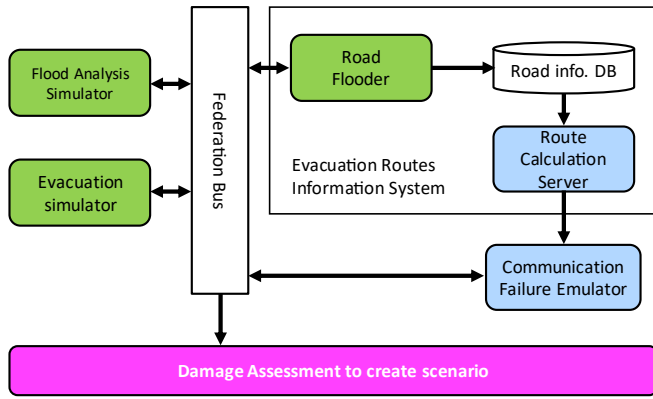 Flood Analysis
Simulator
Evacuation
simulator
Federation Bus
Road
Flooder
Road info. DB
Route
Calculation
Server
Evacuation Routes
Information System
Communication
Failure Emulator
Damage Assessment to create scenario